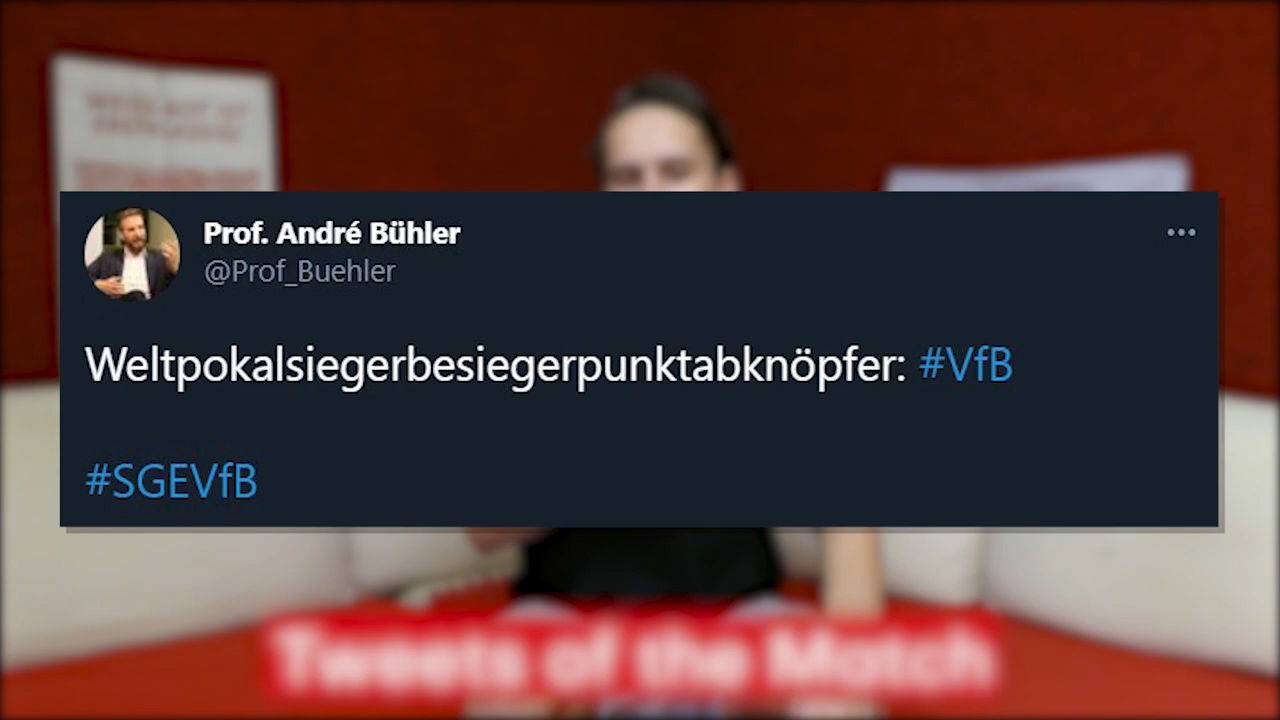 Prof. André Bühler
@Prof_Buehler
Weltpokalsiegerbesiegerpunktabknöpfer: #VfB
#SGEVfB
Tweets of the Match